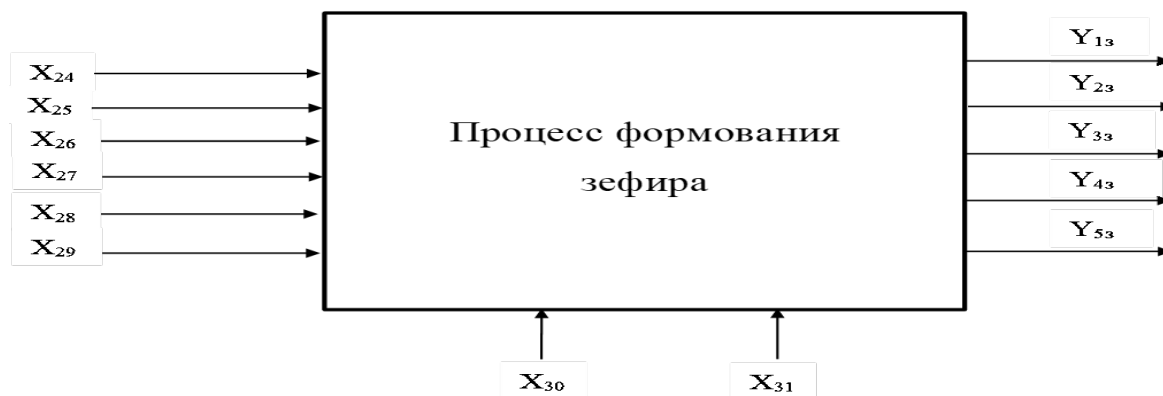 X24
X25
X26
X27
X28
X29
Процесс формования
зефира
Y1з
Y2з
Y3з
Y4з
Y5з
X30
X31